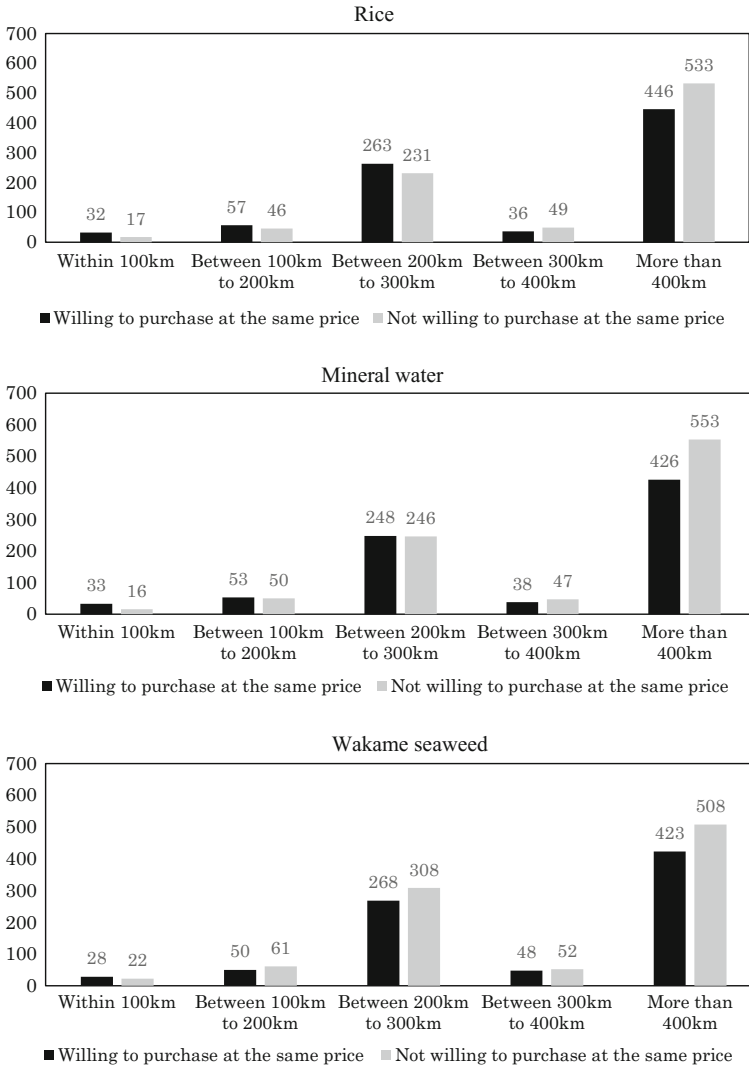 Rice
700
600
500
400
300
200
100
0
32
17
57
46
263
231
36
49
446
533
Within 100km
Between 100km
to 200km
Between 200km
to 300km
Between 300km
to 400km
More than
400km
Willing to purchase at the same price
Not willing to purchase at the same price
Mineral water
700
600
500
400
300
200
100
0
33
16
53
50
248
246
38
47
426
553
Within 100km
Between 100km
to 200km
Between 200km
to 300km
Between 300km
to 400km
More than
400km
Willing to purchase at the same price
Not willing to purchase at the same price
Wakame seaweed
700
600
500
400
300
200
100
0
28
22
50
61
268
308
48
52
423
508
Within 100km
Between 100km
to 200km
Between 200km
to 300km
Between 300km
to 400km
More than
400km
Willing to purchase at the same price
Not willing to purchase at the same price